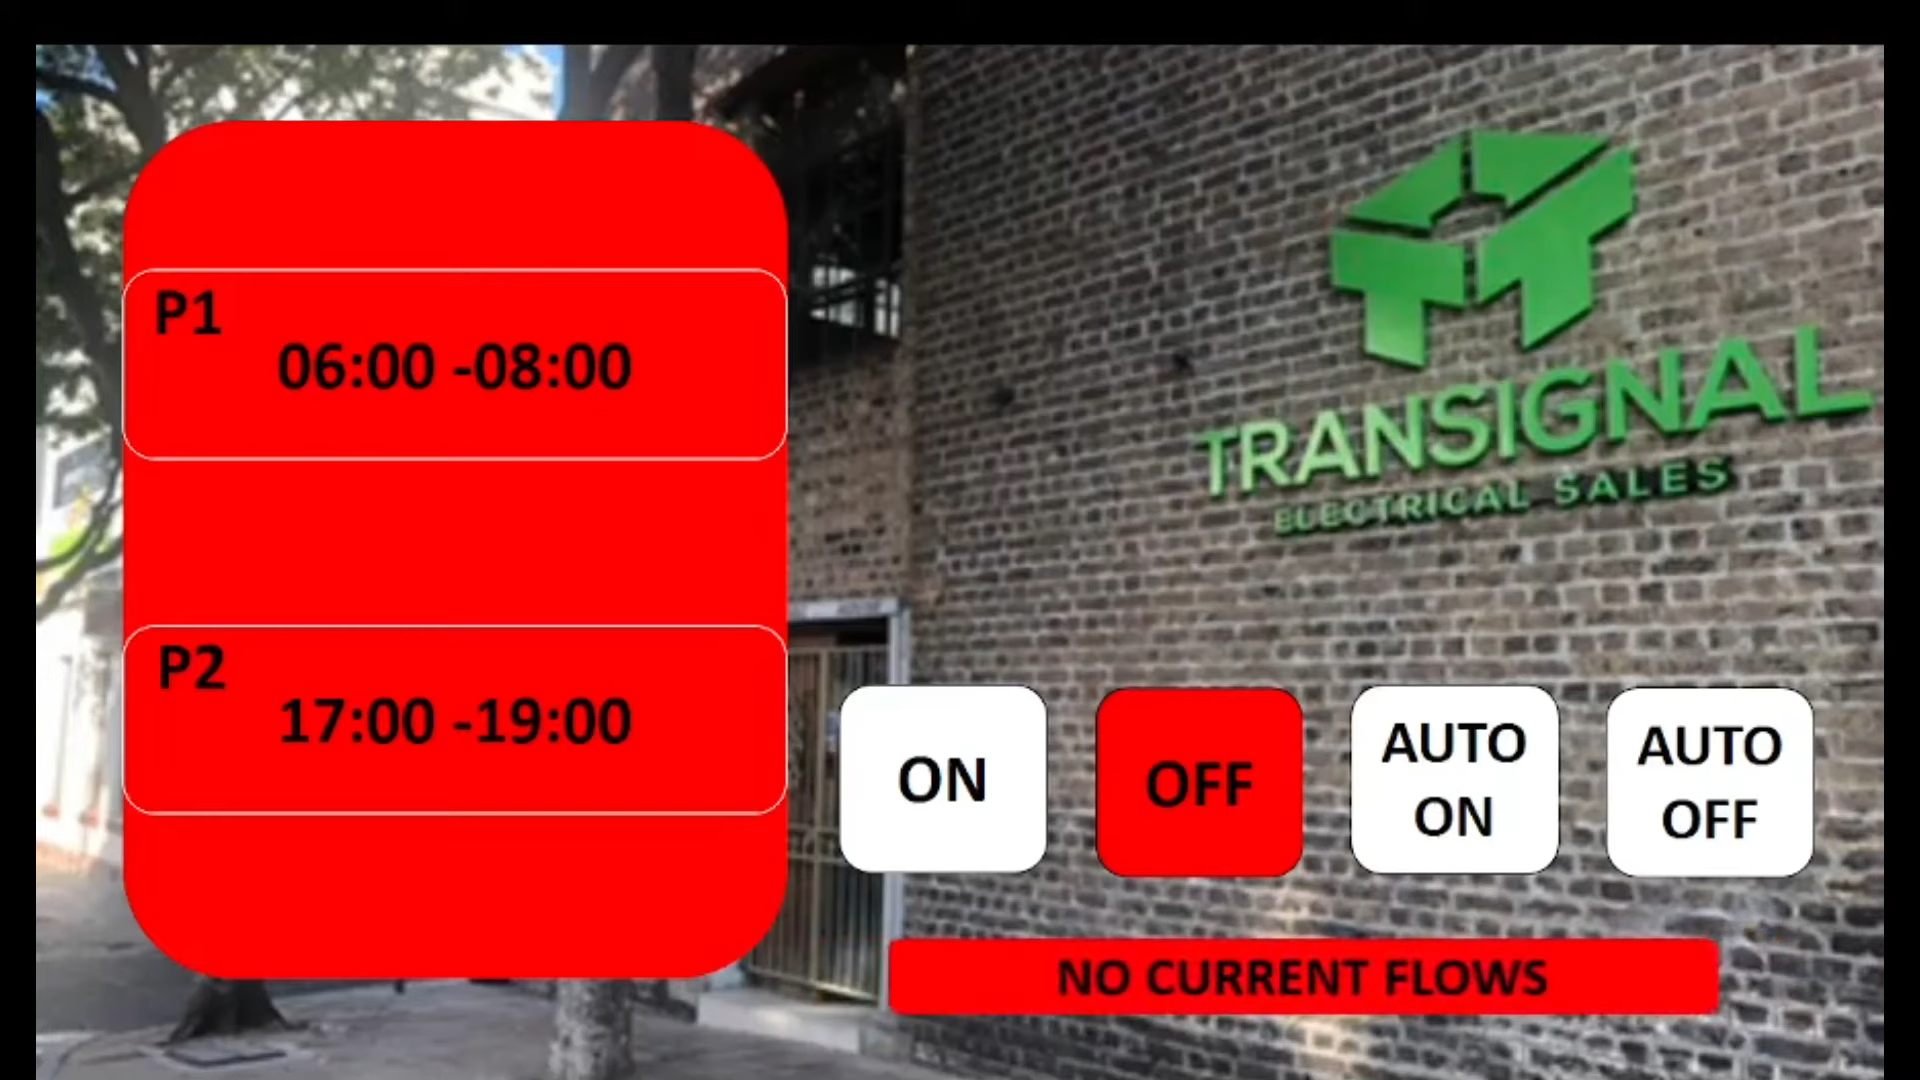 P1
06:00 -08:00
P2
17:00 -19:00
TRANSIGNAL
ELECTRICAL SALES
ON
OFF
AUTO
ON
AUTO
OFF
NO CURRENT FLOWS